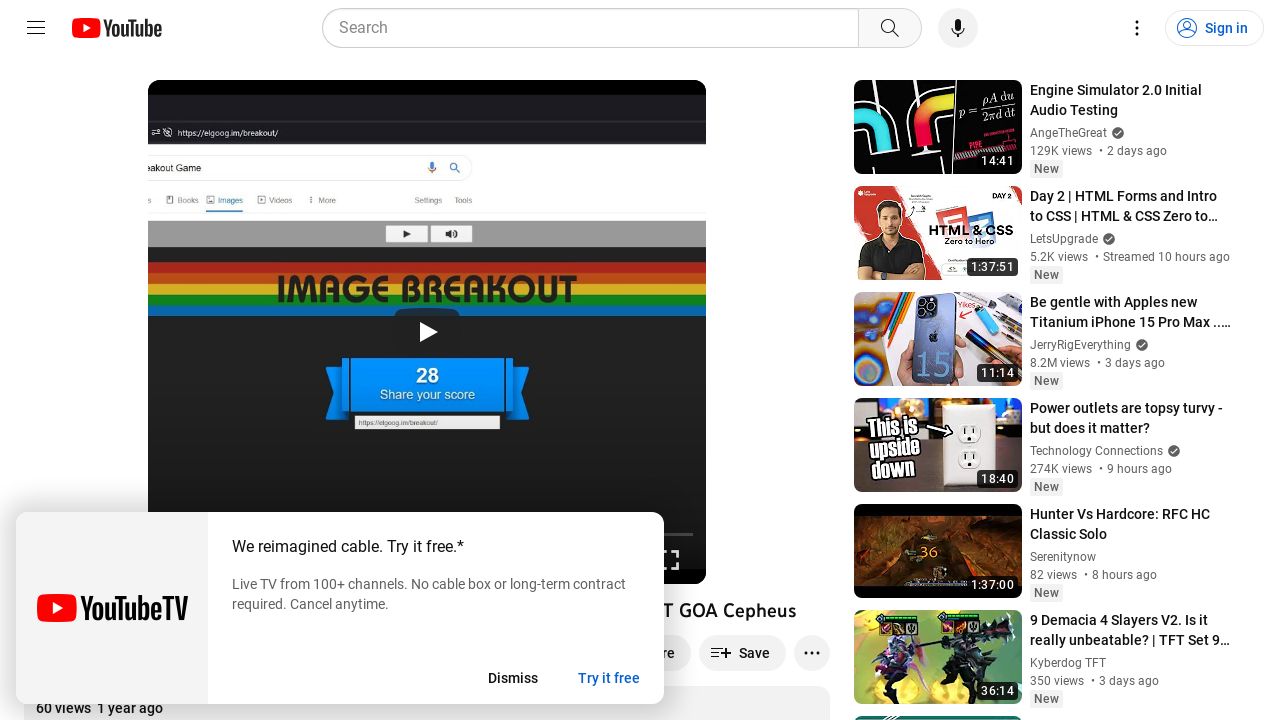 YouTube
Search
Sign in
https://elgoog.im/breakout/
eakout Game
Books
Images
Videos
More
Settings
Tools
IMAGE BREAKOUT
28
Share your score
https://elgoog.im/breakout/
T GOA Cepheus
re
Save
60 views 1 year ago
YouTubeTV
We reimagined cable. Try it free.*
Live TV from 100+ channels. No cable box or long-term contract
required. Cancel anytime.
Dismiss
Try it free
PIPE
14:41
Engine Simulator 2.0 Initial
Audio Testing
AngeTheGreat
129K views • 2 days ago
New
DAY 2
HTML & CSS
Zero to Hero
1:37:51
Day 2 | HTML Forms and Intro
to CSS | HTML & CSS Zero to…
LetsUpgrade
5.2K views • Streamed 10 hours ago
New
Yikes
15
11:14
Be gentle with Apples new
Titanium iPhone 15 Pro Max ..…
JerryRigEverything
8.2M views • 3 days ago
New
This is
upside
down
18:40
Power outlets are topsy turvy -
but does it matter?
Technology Connections
274K views • 9 hours ago
New
36
1:37:00
Hunter Vs Hardcore: RFC HC
Classic Solo
Serenitynow
82 views • 8 hours ago
New
36:14
9 Demacia 4 Slayers V2. Is it
really unbeatable? | TFT Set 9…
Kyberdog TFT
350 views • 3 days ago
New